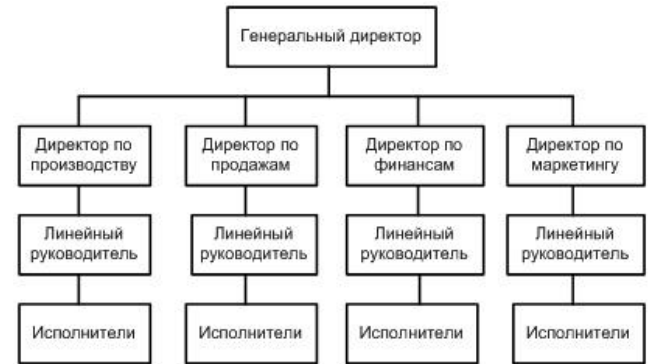 Генеральный директор
Директор по
производству
Директор по
продажам
Директор по
финансам
Директор по
маркетингу
Линейный
руководитель
Линейный
руководитель
Линейный
руководитель
Линейный
руководитель
Исполнители
Исполнители
Исполнители
Исполнители